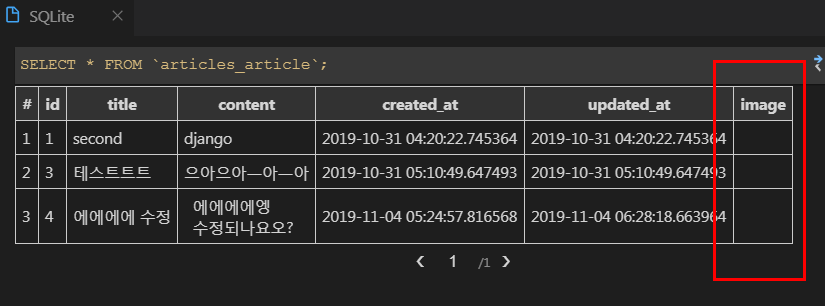 SQLite
SELECT * FROM `articles_article`;
# id title content created_at updated_at image
1 1 second django 2019-10-31 04:20:22.745364 2019-10-31 04:20:22.745364
2 3 테스트트트 으아으아ㅡ아ㅡ아 2019-10-31 05:10:49.647493 2019-10-31 05:10:49.647493
3 4 에에에에 수정 에에에에엥 2019-11-04 05:24:57.816568 2019-11-04 06:28:18.663964
수정되나요오?
1 /1